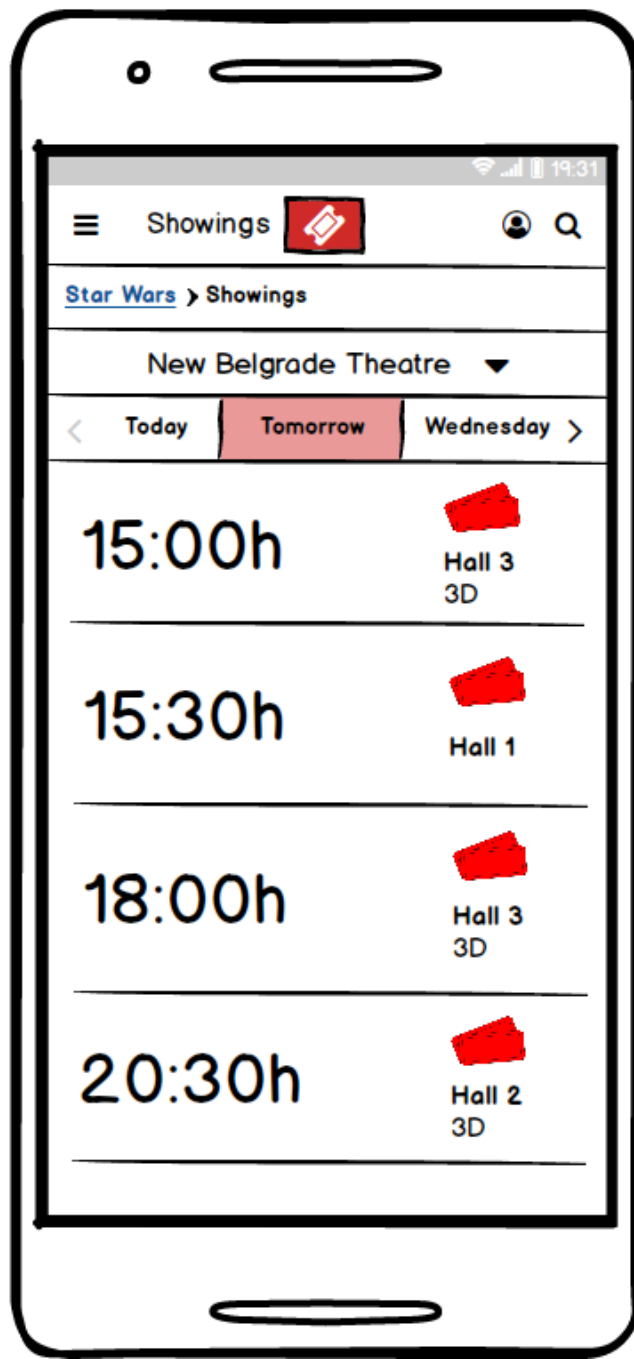 19:31
Showings
Star Wars > Showings
New Belgrade Theatre
Today Tomorrow Wednesday
15:00h
Hall 3
3D
15:30h
Hall 1
18:00h
Hall 3
3D
20:30h
Hall 2
3D